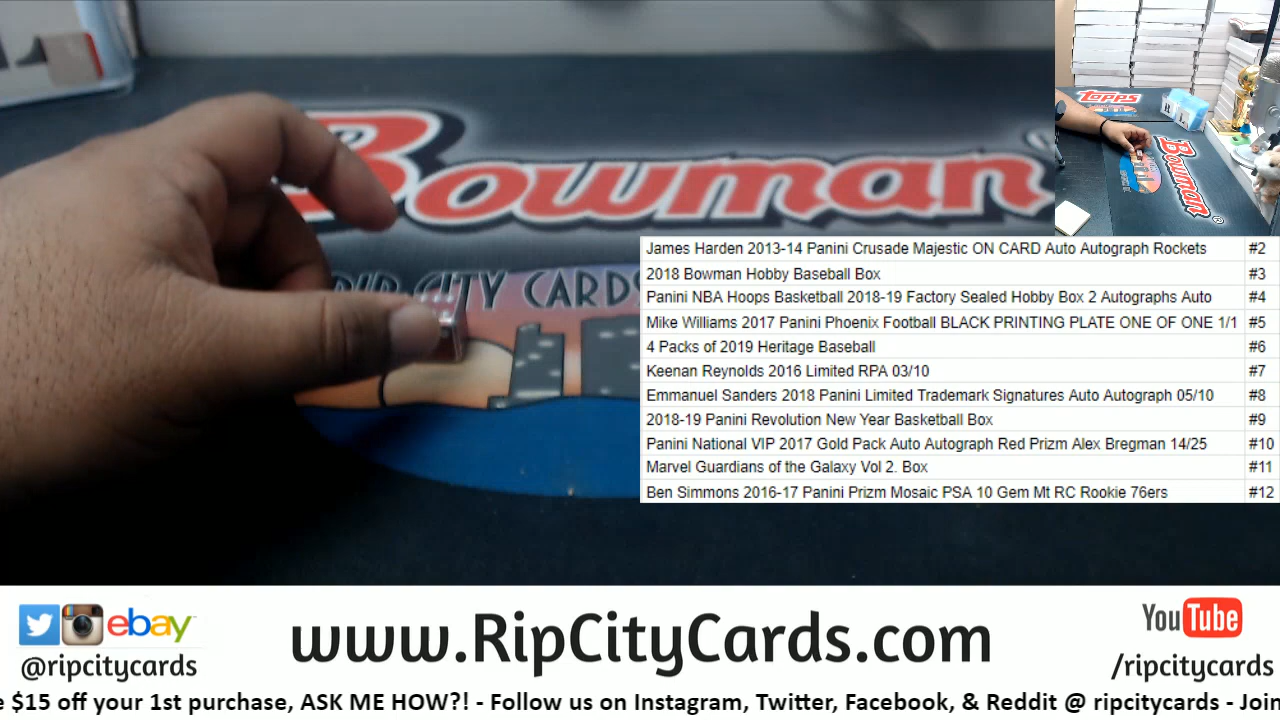 Bowman
RIP CITY CARDS
TOPPS
Bowman
James Harden 2013-14 Panini Crusade Majestic ON CARD Auto Autograph Rockets #2
2018 Bowman Hobby Baseball Box #3
Panini NBA Hoops Basketball 2018-19 Factory Sealed Hobby Box 2 Autographs Auto #4
Mike Williams 2017 Panini Phoenix Football BLACK PRINTING PLATE ONE OF ONE 1/1 #5
4 Packs of 2019 Heritage Baseball #6
Keenan Reynolds 2016 Limited RPA 03/10 #7
Emmanuel Sanders 2018 Panini Limited Trademark Signatures Auto Autograph 05/10 #8
2018-19 Panini Revolution New Year Basketball Box #9
Panini National VIP 2017 Gold Pack Auto Autograph Red Prizm Alex Bregman 14/25 #10
Marvel Guardians of the Galaxy Vol 2. Box #11
Ben Simmons 2016-17 Panini Prizm Mosaic PSA 10 Gem Mt RC Rookie 76ers #12
ebay
@ripcitycards
www.RipCityCards.com
YouTube
/ripcitycards
e $15 off your 1st purchase, ASK ME HOW?! - Follow us on Instagram, Twitter, Facebook, & Reddit @ ripcitycards - Join